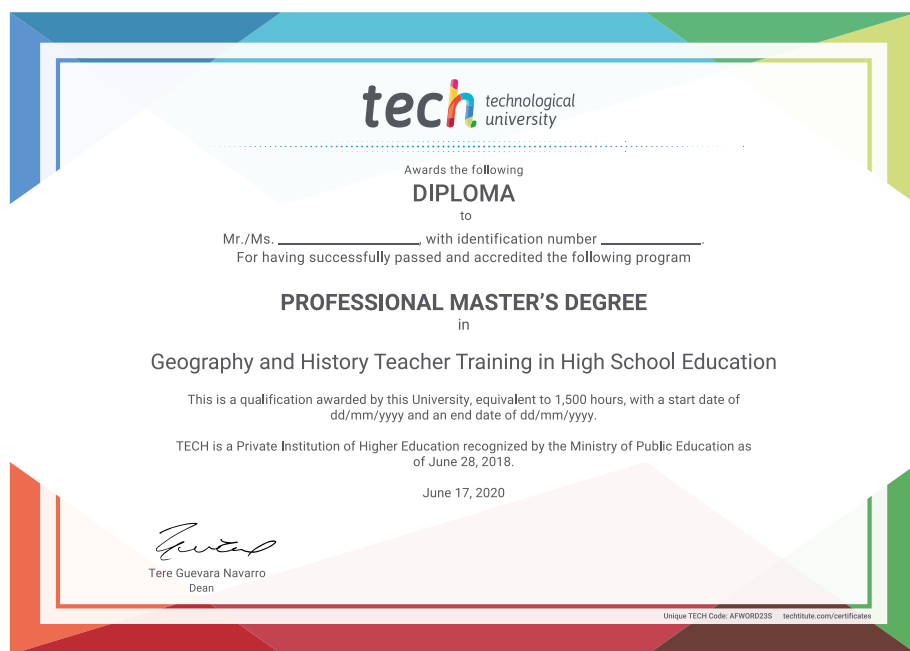 tech technological
university
Awards the following
DIPLOMA
to
Mr./Ms. ____________, with identification number _________.
For having successfully passed and accredited the following program
PROFESSIONAL MASTER'S DEGREE
in
Geography and History Teacher Training in High School Education
This is a qualification awarded by this University, equivalent to 1,500 hours, with a start date of
dd/mm/yyyy and an end date of dd/mm/yyyy.
TECH is a Private Institution of Higher Education recognized by the Ministry of Public Education as
of June 28, 2018.
June 17, 2020
Tere Guevara Navarro
Dean
Unique TECH Code: AFWORD23S techtitute.com/certificates